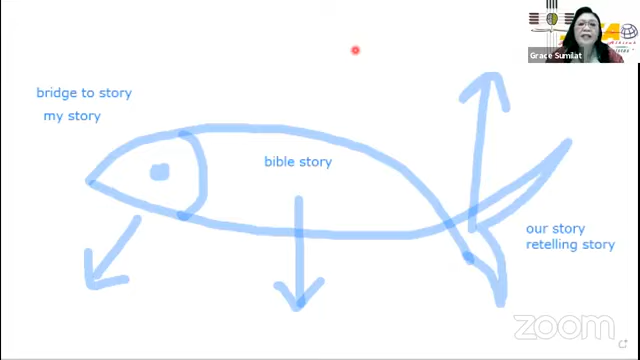 Grace Sumilat
bridge to story
my story
bible story
our story
retelling story
zoom